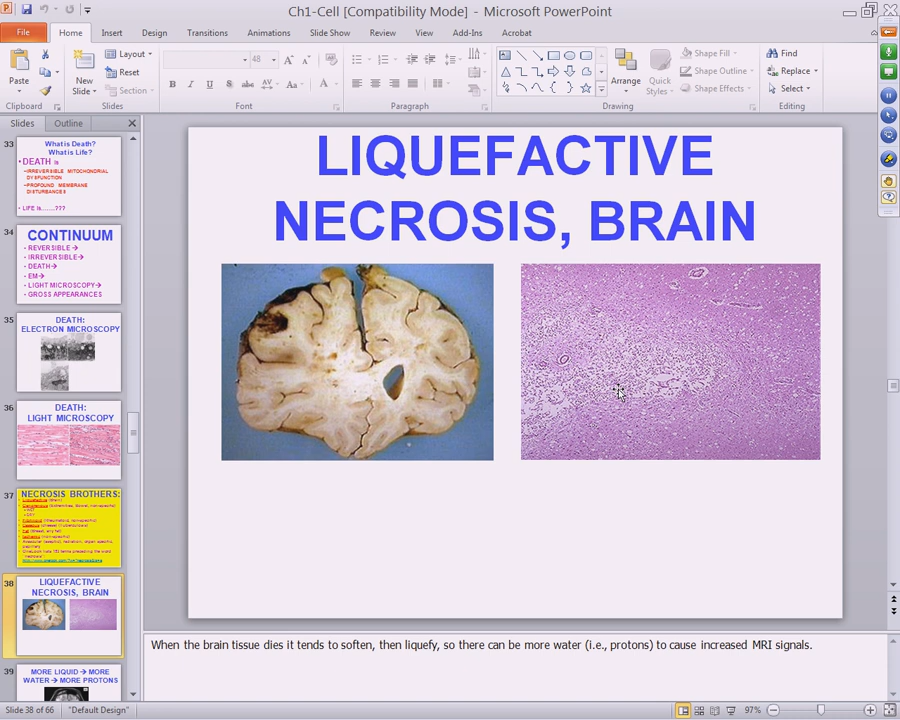 Ch1-Cell [Compatibility Mode] - Microsoft PowerPoint
File Home Insert Design Transitions Animations Slide Show Review View Add-Ins Acrobat
Paste
Clipboard
New
Slide
Layout
Reset
Section
Slides
48
B I U S abc AV Aa A
Font
Paragraph
Arrange
Quick
Styles
Shape Fill
Shape Outline
Shape Effects
Drawing
Find
Replace
Select
Editing
Slides Outline
33
What is Death?
What is Life?
•DEATH is
–IRREVERSIBLE MITOCHONDRIAL
DYSFUNCTION
–PROFOUND MEMBRANE
DISTURBANCES
• LIFE is……???
34
CONTINUUM
• REVERSIBLE→
• IRREVERSIBLE→
• DEATH→
• EM→
• LIGHT MICROSCOPY→
• GROSS APPEARANCES
35
DEATH:
ELECTRON MICROSCOPY
36
DEATH:
LIGHT MICROSCOPY
37
NECROSIS BROTHERS:
38
LIQUEFACTIVE
NECROSIS, BRAIN
39
MORE LIQUID→MORE
WATER→MORE PROTONS
LIQUEFACTIVE
NECROSIS, BRAIN
When the brain tissue dies it tends to soften, then liquefy, so there can be more water (i.e., protons) to cause increased MRI signals.
Slide 38 of 66 "Default Design" 97%